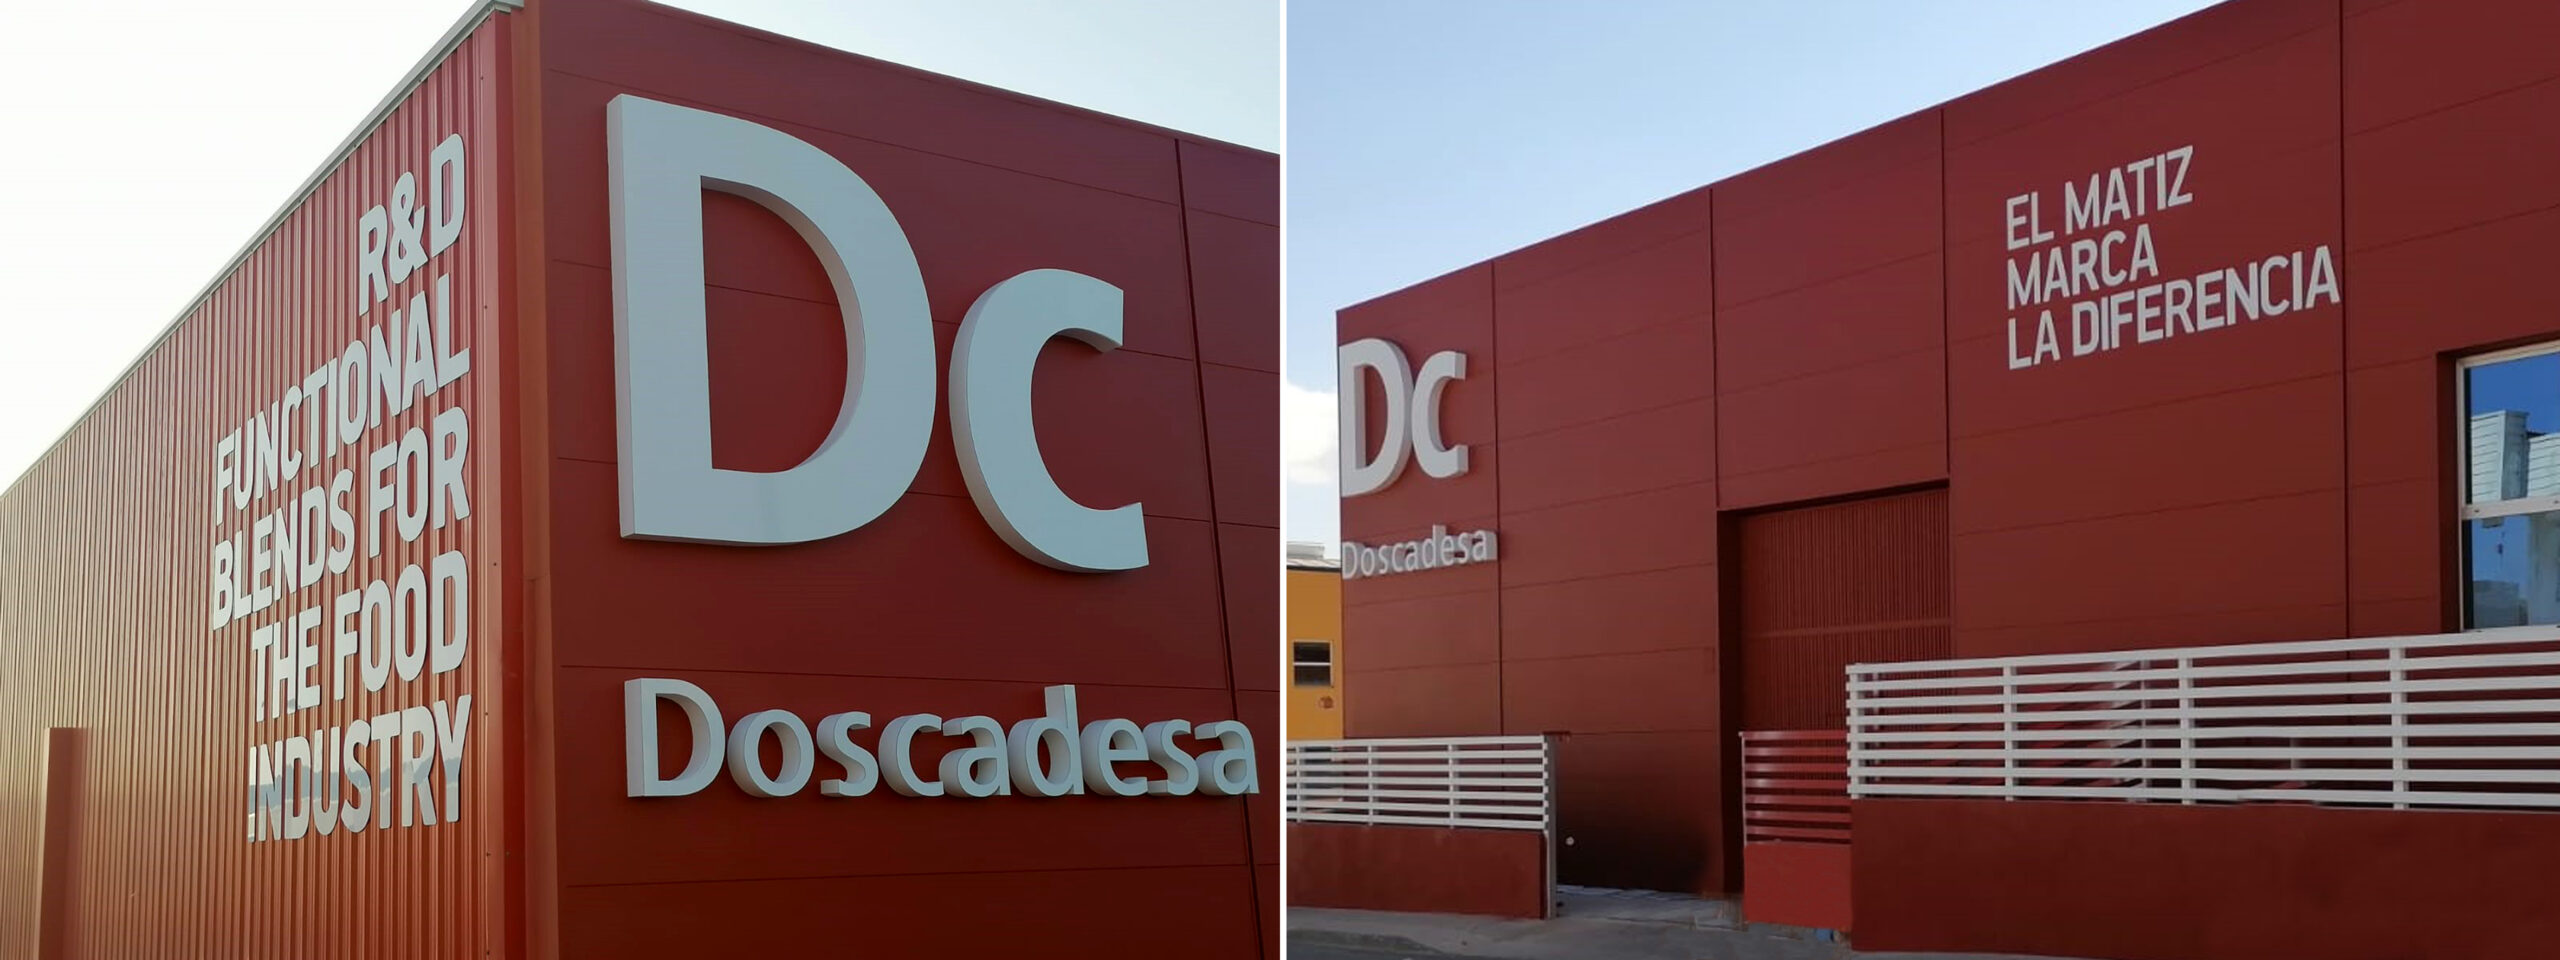 R&D
FUNCTIONAL
BLENDS FOR
THE FOOD
INDUSTRY
Dc
Doscadesa
Dc
Doscadesa
EL MATIZ
MARCA
LA DIFERENCIA